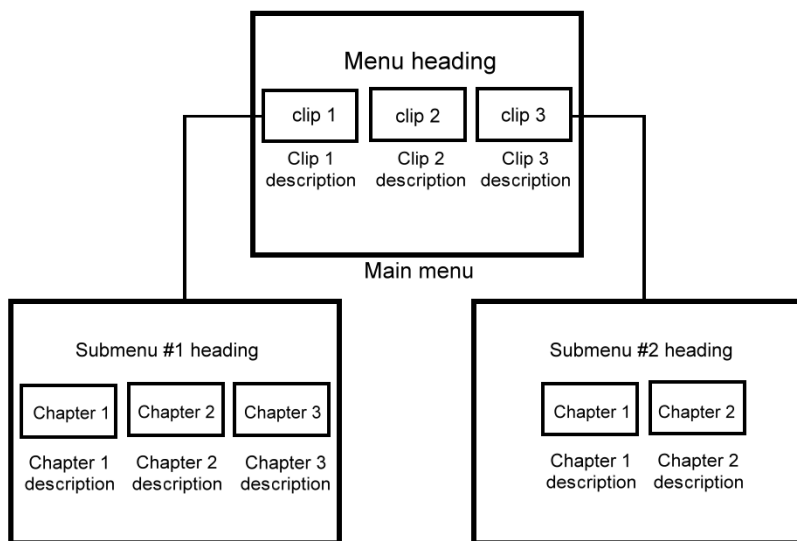 Menu heading
clip 1 clip 2 clip 3
Clip 1 Clip 2 Clip 3
description description description
Main menu
Submenu #1 heading
Chapter 1 Chapter 2 Chapter 3
Chapter 1 Chapter 2 Chapter 3
description description description
Submenu #2 heading
Chapter 1 Chapter 2
Chapter 1 Chapter 2
description description